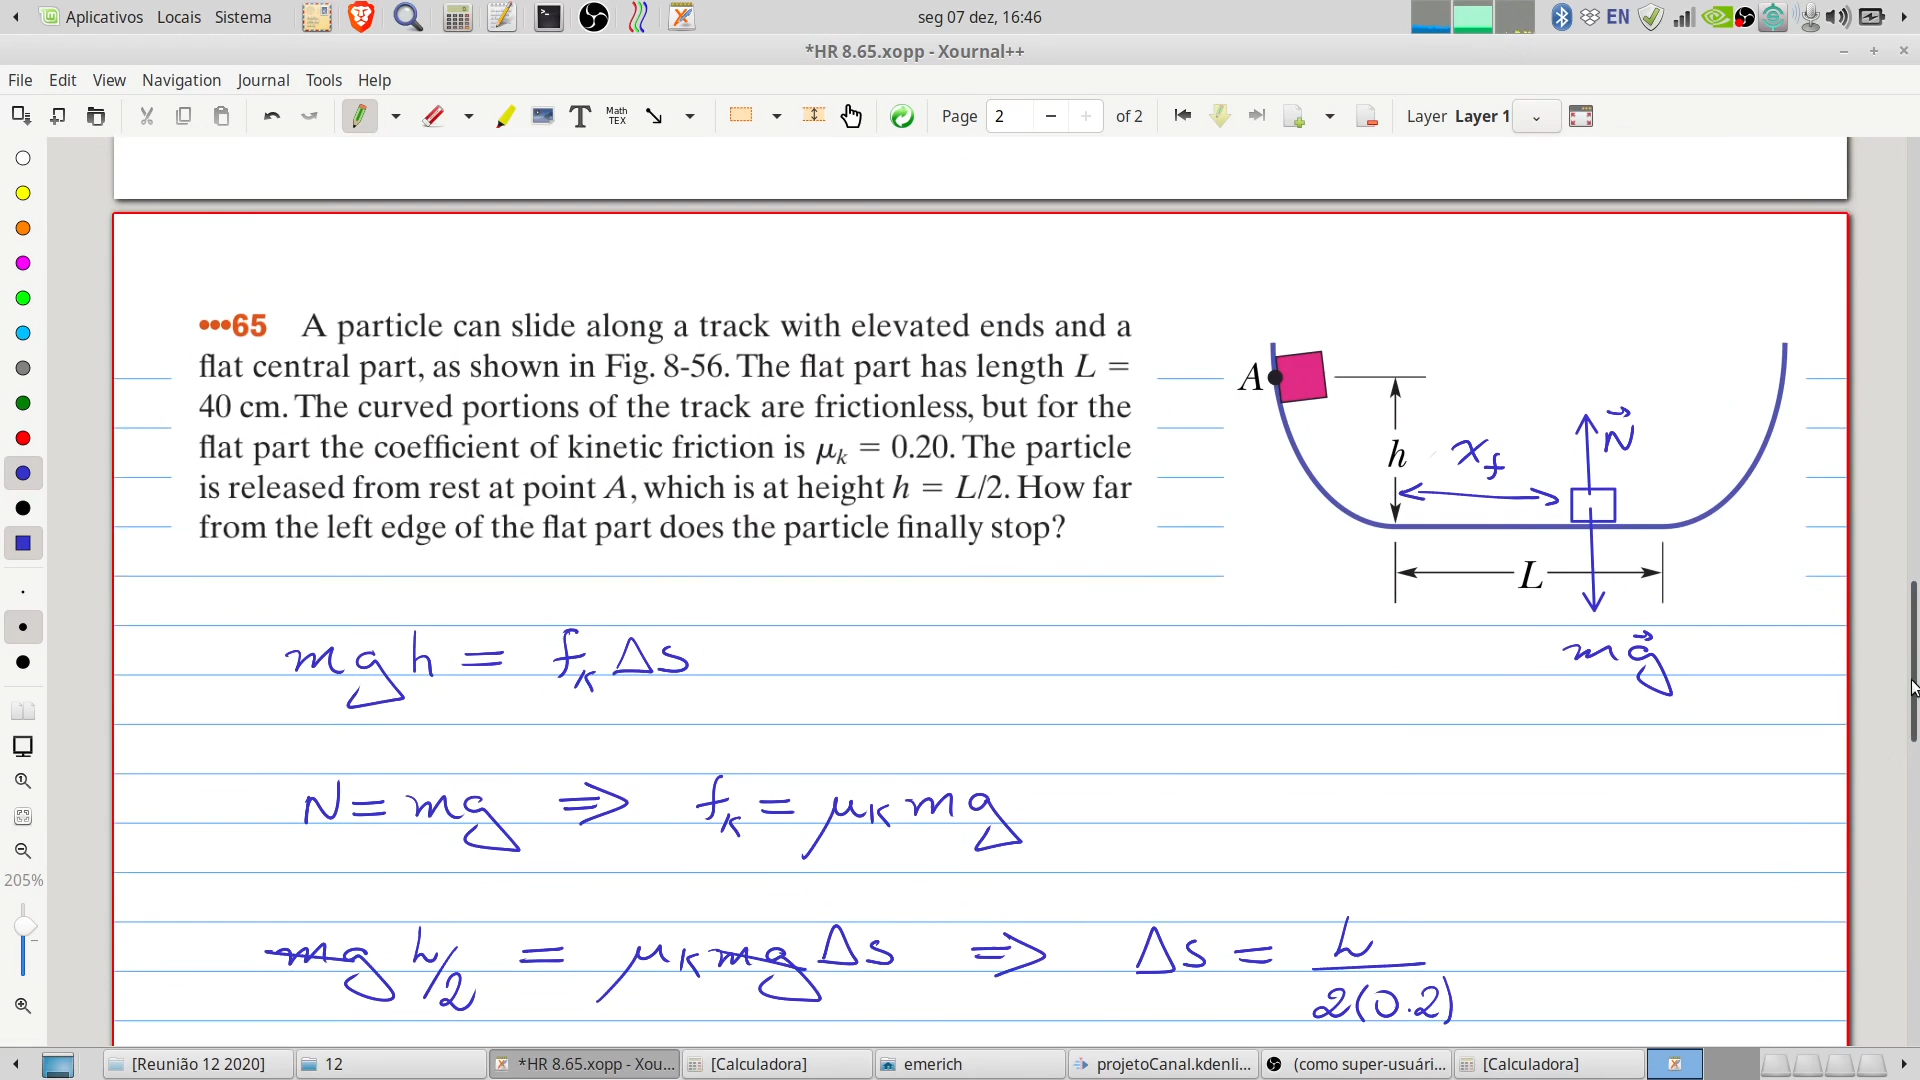 Aplicativos Locais Sistema seg 07 dez, 16:46 EN
*HR 8.65.xopp - Xournal++
File Edit View Navigation Journal Tools Help
T Math TEX Page 2 of 2 Layer Layer 1
•••65 A particle can slide along a track with elevated ends and a
flat central part, as shown in Fig. 8-56. The flat part has length L =
40 cm. The curved portions of the track are frictionless, but for the
flat part the coefficient of kinetic friction is μk = 0.20. The particle
is released from rest at point A, which is at height h = L/2. How far
from the left edge of the flat part does the particle finally stop?
A
h
xf
N
L
mg
mgh = fk Δs
N = mg ⇒ fk = μk mg
mg L/2 = μk mg Δs ⇒ Δs = L / 2(0.2)
205%
[Reunião 12 2020] 12 *HR 8.65.xopp - Xou... [Calculadora] emerich projetoCanal.kdenli... (como super-usuári... [Calculadora]